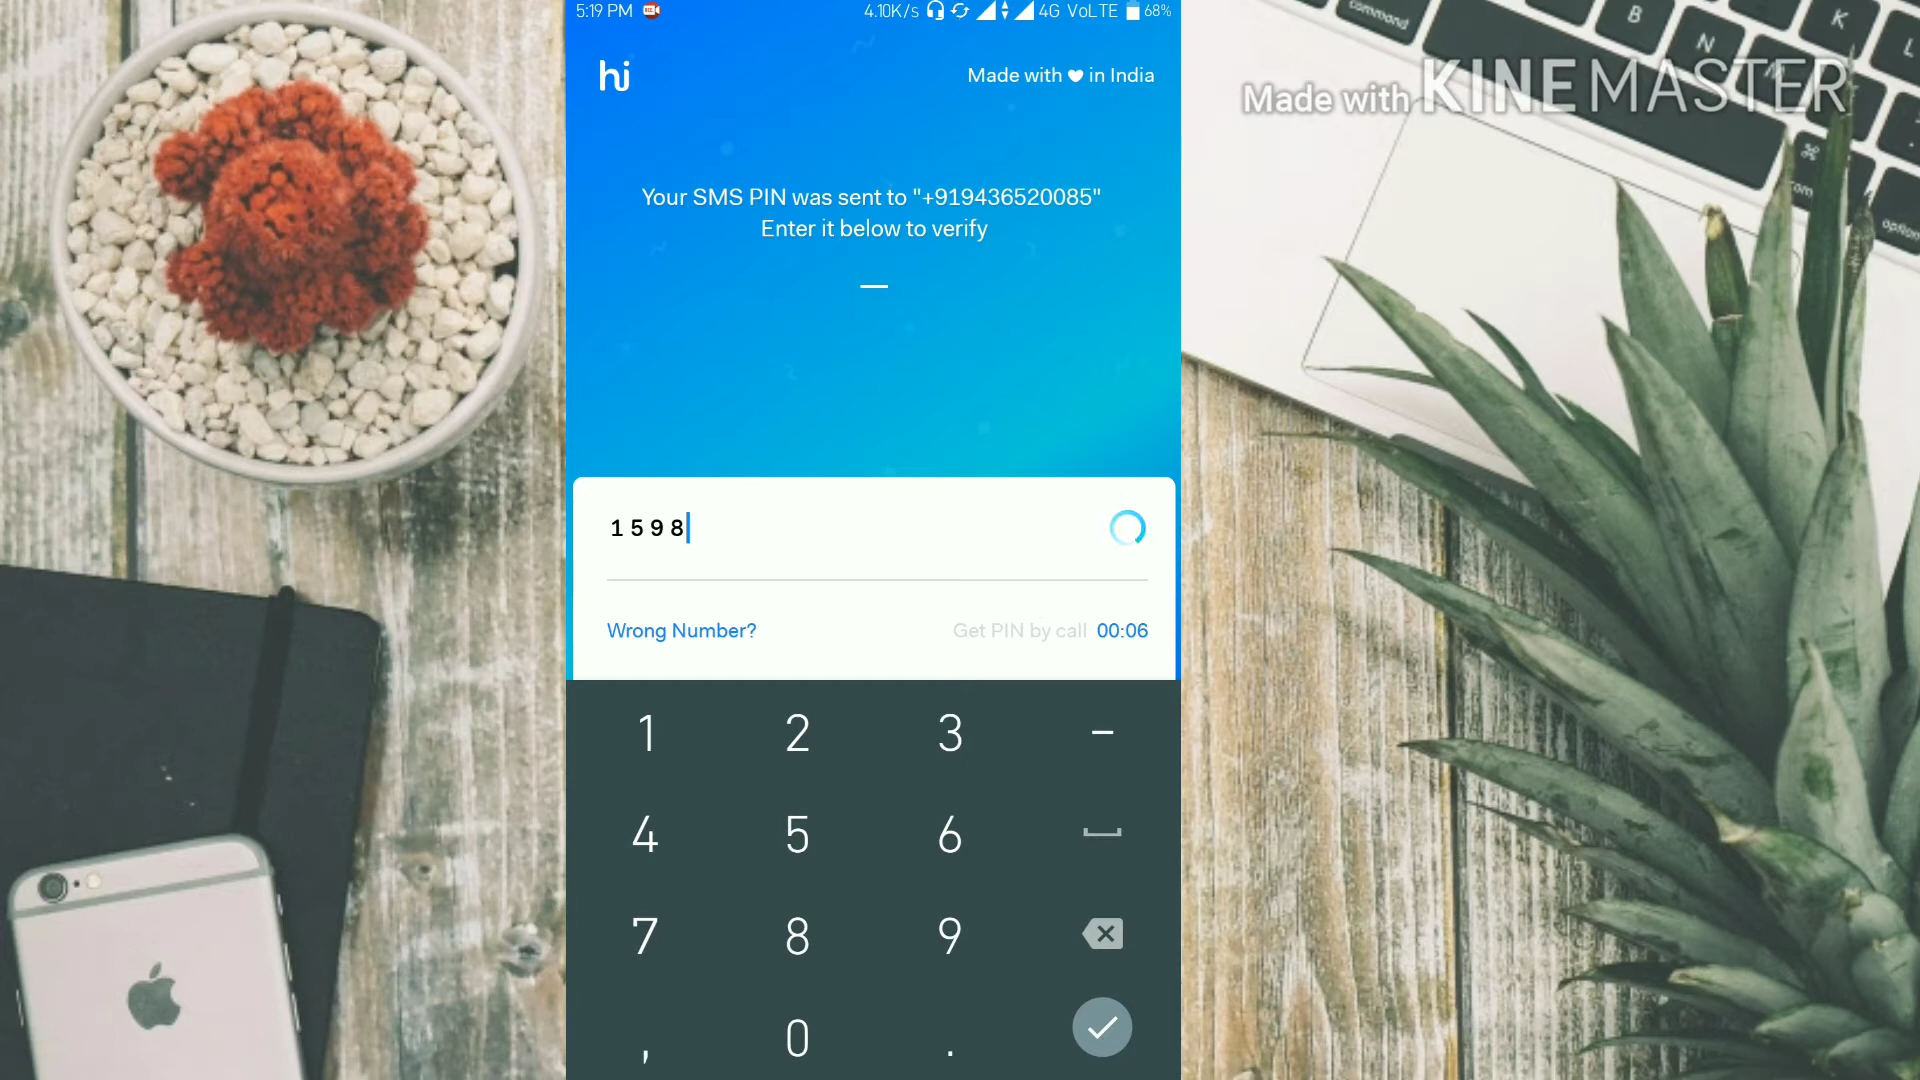 5:19 PM
4.10K/s 4G VoLTE 68%
hi
Made with ♥ in India
Made with KINEMASTER
Your SMS PIN was sent to "+919436520085"
Enter it below to verify
1 5 9 8
Wrong Number?
Get PIN by call 00:06
1 2 3 -
4 5 6
7 8 9
, 0 .
command
B
N
M
K
L
⌘
option